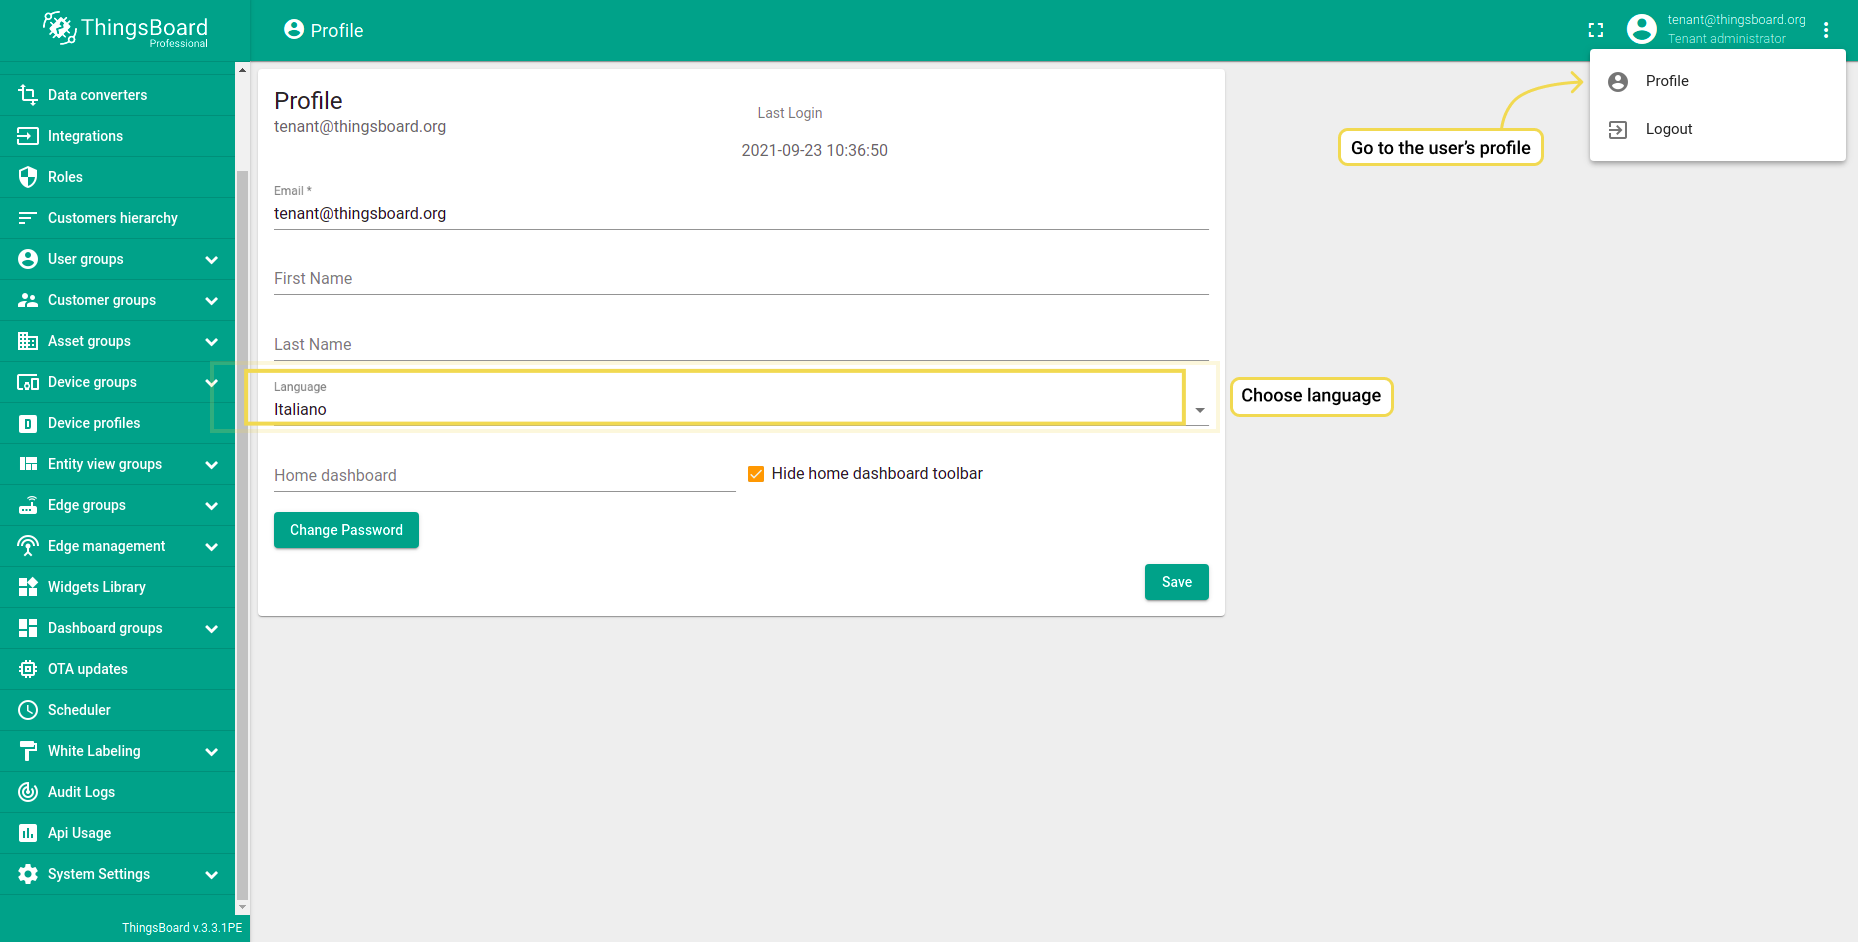 ThingsBoard
Professional
Profile
tenant@thingsboard.org
Tenant administrator
Profile
Logout
Go to the user’s profile
Data converters
Integrations
Roles
Customers hierarchy
User groups
Customer groups
Asset groups
Device groups
Device profiles
Entity view groups
Edge groups
Edge management
Widgets Library
Dashboard groups
OTA updates
Scheduler
White Labeling
Audit Logs
Api Usage
System Settings
ThingsBoard v.3.3.1PE
Profile
tenant@thingsboard.org
Last Login
2021-09-23 10:36:50
Email *
tenant@thingsboard.org
First Name
Last Name
Language
Italiano
Choose language
Home dashboard
Hide home dashboard toolbar
Change Password
Save